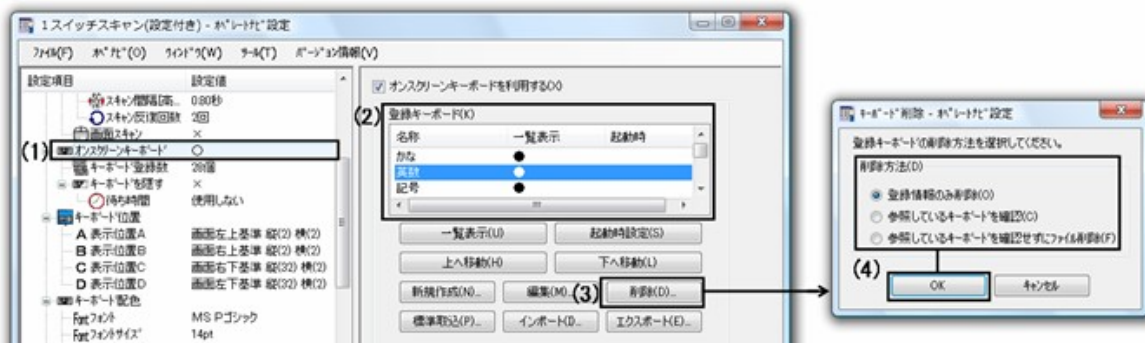 1スイッチスキャン(設定付き) - ｵﾍﾟﾚｰﾄﾅﾋﾞ設定
ﾌｧｲﾙ(F) ｵﾍﾟﾅﾋﾞ(O) ｳｨﾝﾄﾞｳ(W) ﾂｰﾙ(T) ﾊﾞｰｼﾞｮﾝ情報(V)
設定項目 設定値
ｽｷｬﾝ間隔[高... 0.80秒
ｽｷｬﾝ反復回数 2回
画面ｽｷｬﾝ ×
(1) ｵﾝｽｸﾘｰﾝｷｰﾎﾞｰﾄﾞ ○
ｷｰﾎﾞｰﾄﾞ登録数 28個
ｷｰﾎﾞｰﾄﾞを隠す ×
待ち時間 使用しない
ｷｰﾎﾞｰﾄﾞ位置
A 表示位置A 画面左上基準 縦(2) 横(2)
B 表示位置B 画面右上基準 縦(2) 横(2)
C 表示位置C 画面右下基準 縦(32) 横(2)
D 表示位置D 画面左下基準 縦(32) 横(2)
ｷｰﾎﾞｰﾄﾞ配色
Font ﾌｫﾝﾄ MS Pゴシック
Font ﾌｫﾝﾄｻｲｽﾞ 14pt
オンスクリーンキーボードを利用する(X)
(2) 登録キーボード(K)
名称 一覧表示 起動時
かな ●
英数 ●
記号 ●
一覧表示(U) 起動時設定(S)
上へ移動(H) 下へ移動(L)
新規作成(N)... 編集(M)... (3) 削除(D)...
標準取込(P)... インポート(I)... エクスポート(E)...
ｷｰﾎﾞｰﾄﾞ削除 - ｵﾍﾟﾚｰﾄﾅﾋﾞ設定
登録ｷｰﾎﾞｰﾄﾞの削除方法を選択してください。
削除方法(D)
登録情報のみ削除(O)
参照しているｷｰﾎﾞｰﾄﾞを確認(C)
参照しているｷｰﾎﾞｰﾄﾞを確認せずにﾌｧｲﾙ削除(F)
(4)
OK ｷｬﾝｾﾙ